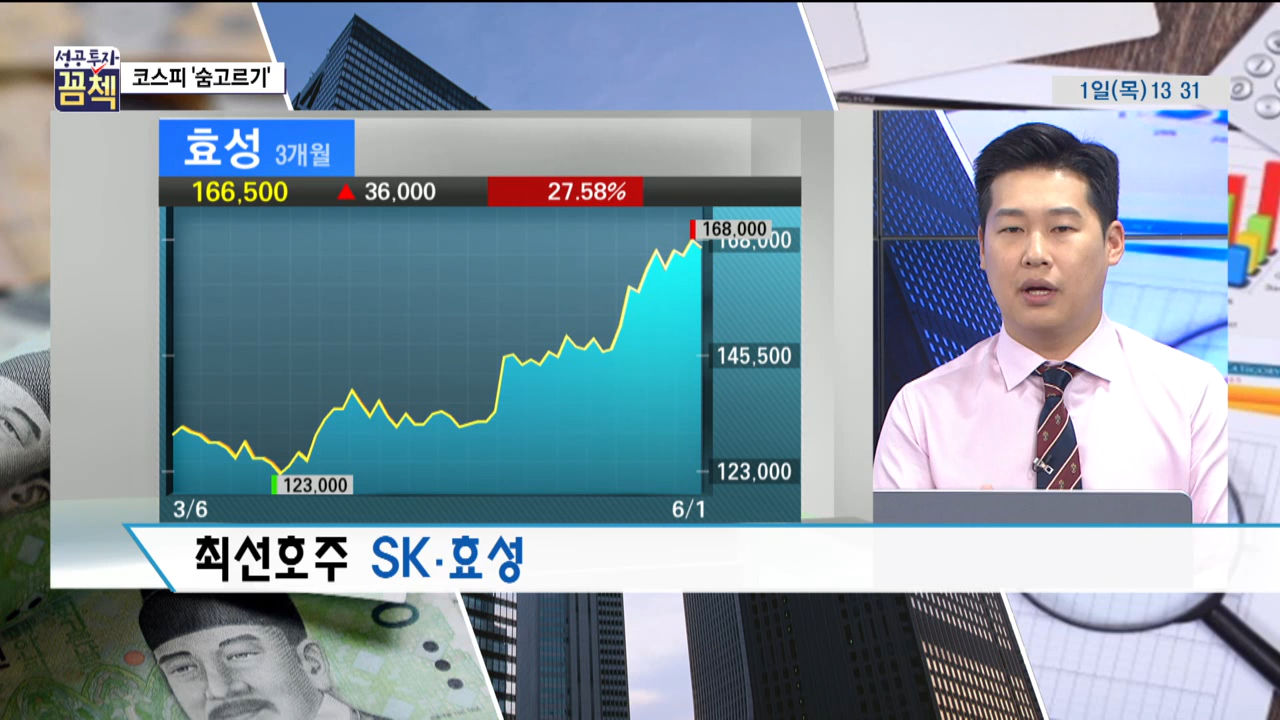 성공투자
꼼첵
코스피 '숨고르기'
1일(목) 13 31
효성 3개월
166,500 ▲ 36,000 27.58%
168,000
168,000
145,500
123,000
123,000
3/6 6/1
최선호주 SK·효성